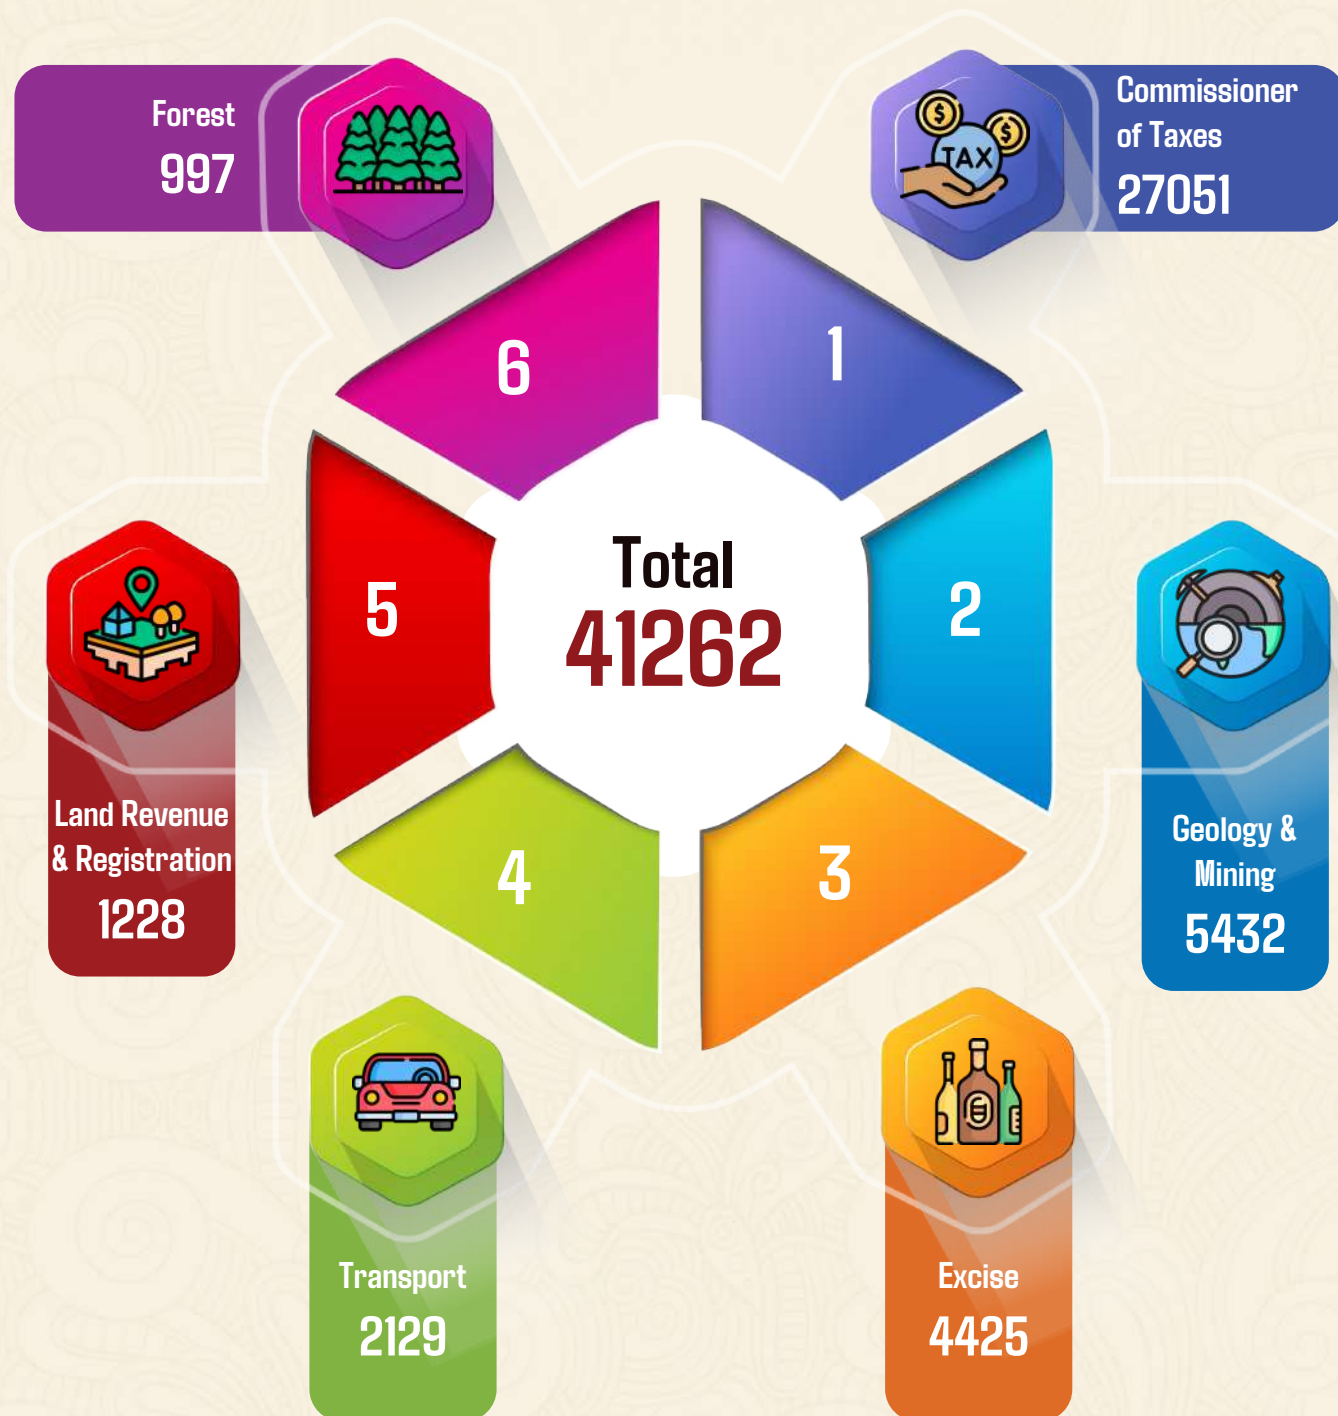 Forest
997
Commissioner
of Taxes
27051
TAX
6
1
5
2
Total
41262
4
3
Land Revenue
& Registration
1228
Geology &
Mining
5432
Transport
2129
Excise
4425